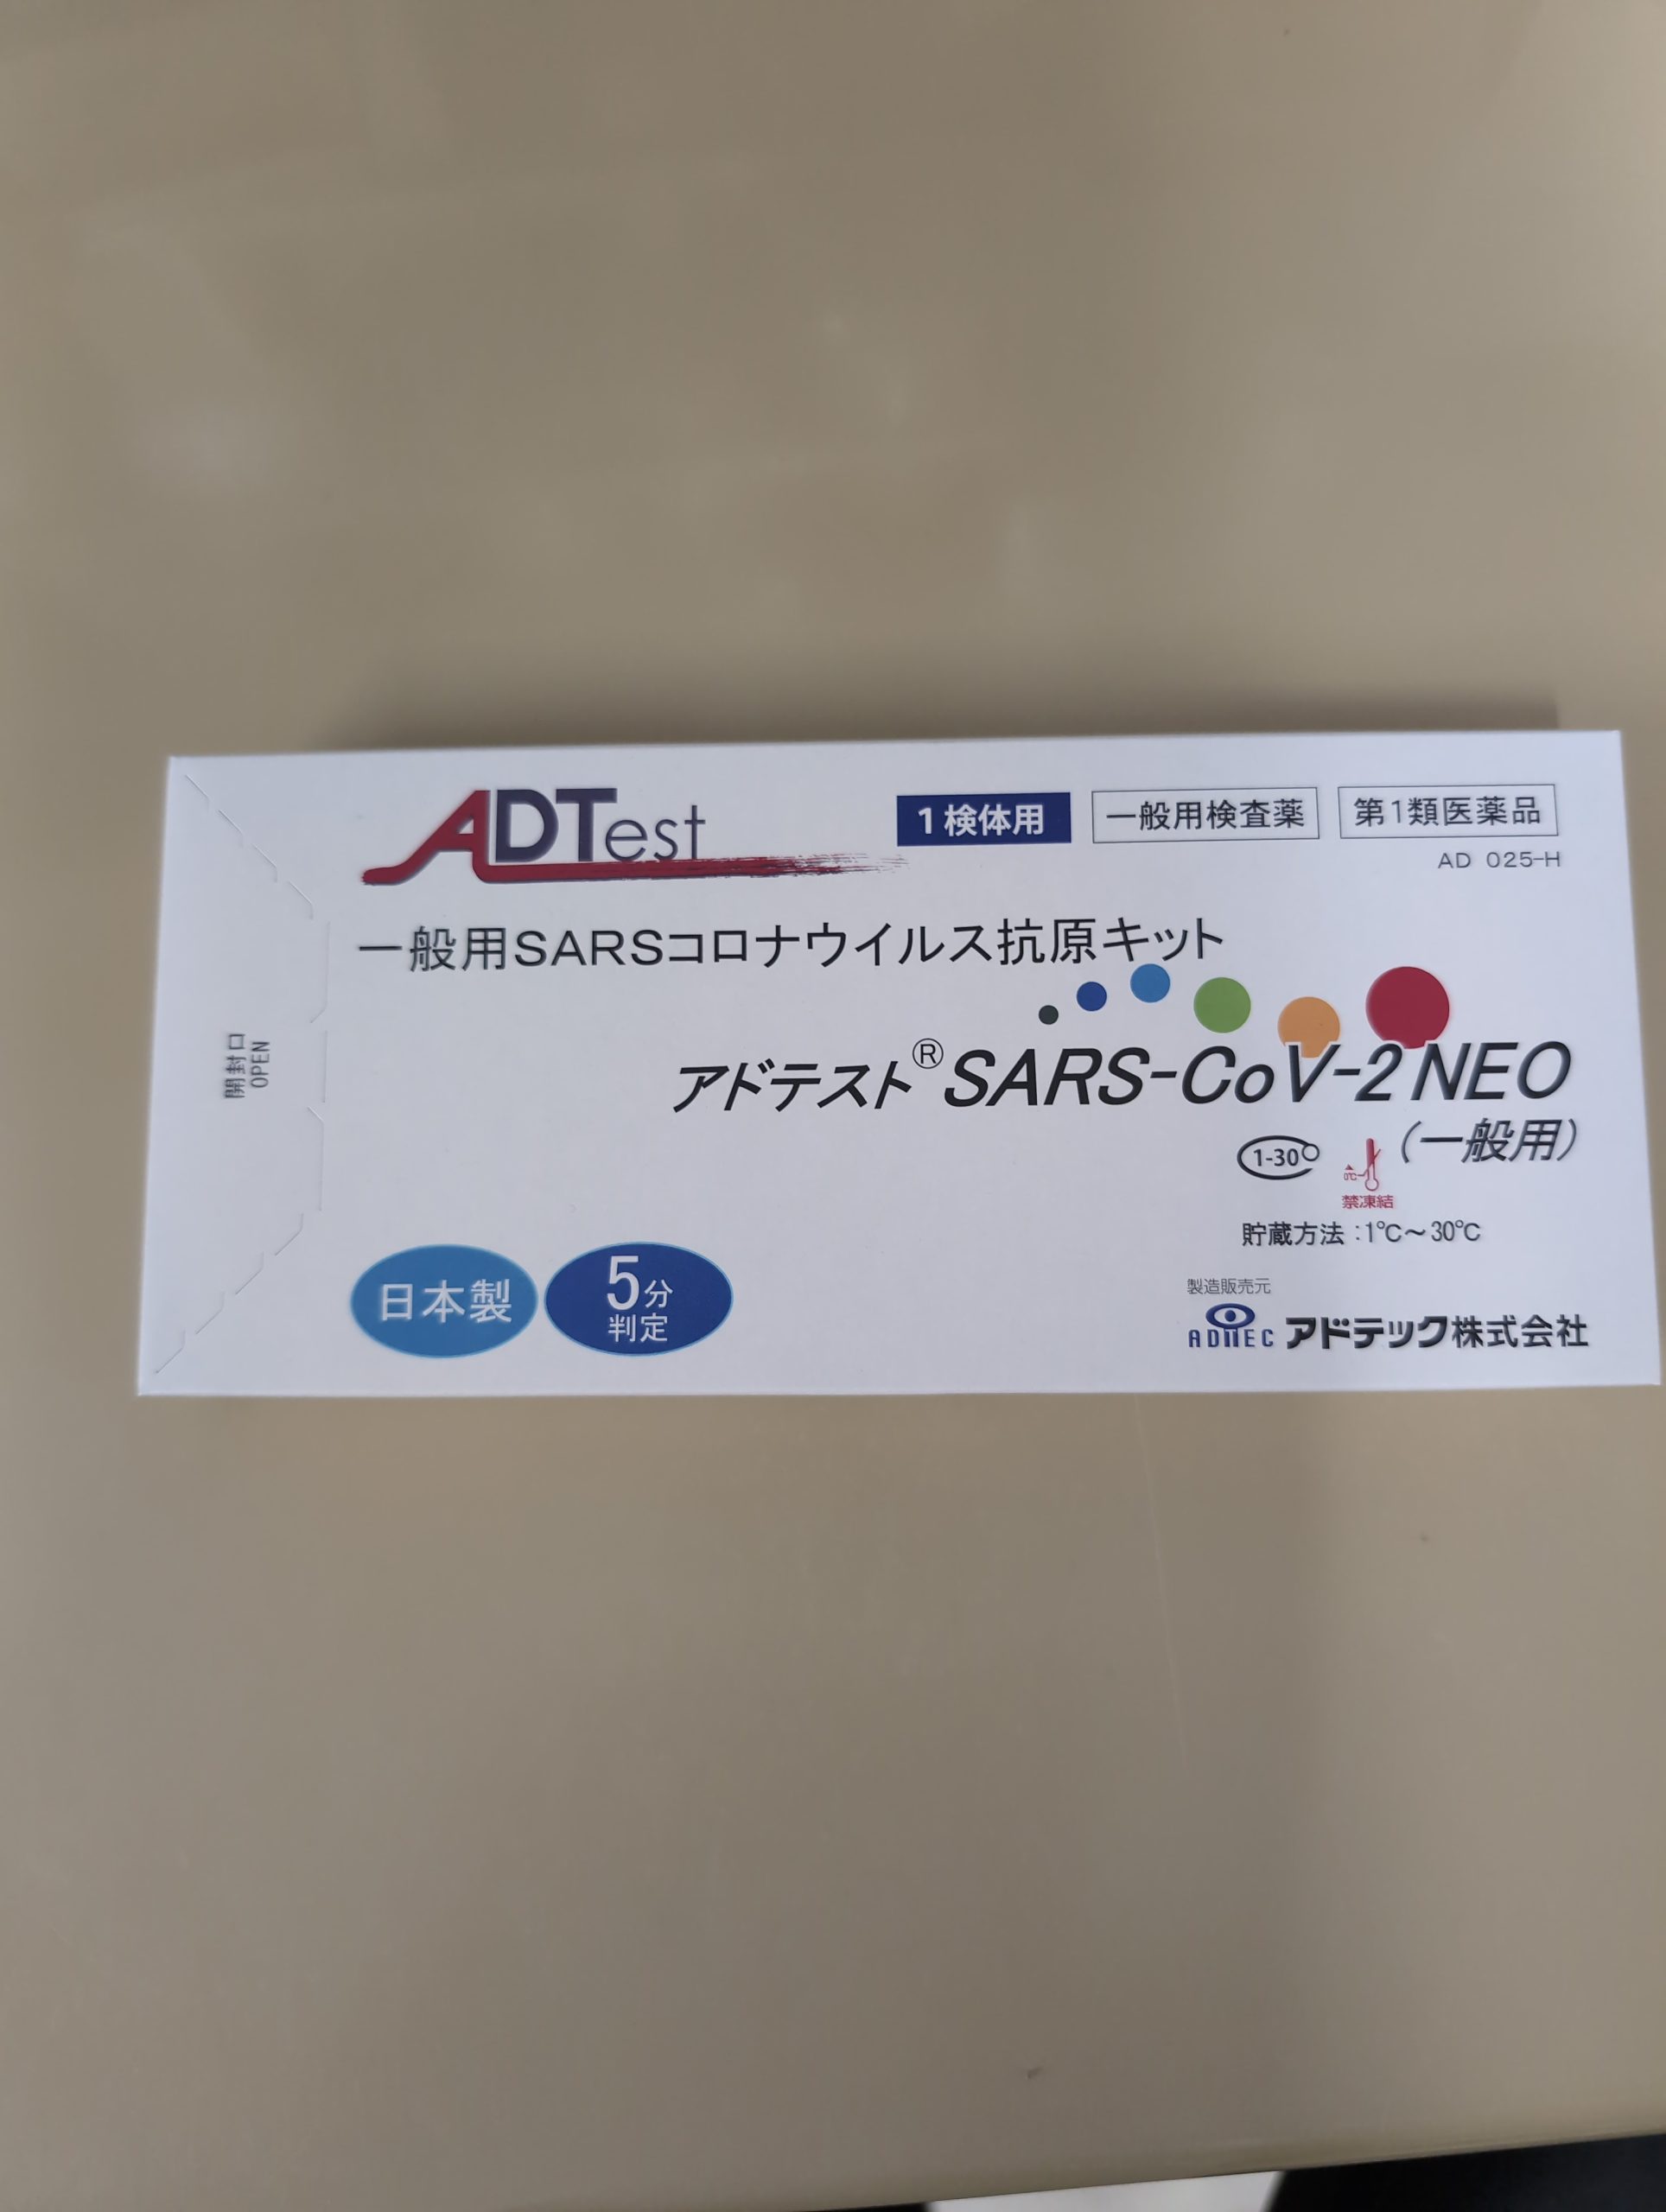 ADTest
1検体用 一般用検査薬 第1類医薬品
AD 025-H
一般用SARSコロナウイルス抗原キット
アドテスト®SARS-CoV-2 NEO
(一般用)
1-30
0℃
禁凍結
貯蔵方法:1℃～30℃
開封口
OPEN
日本製
5分
判定
製造販売元
ADTEC アドテック株式会社